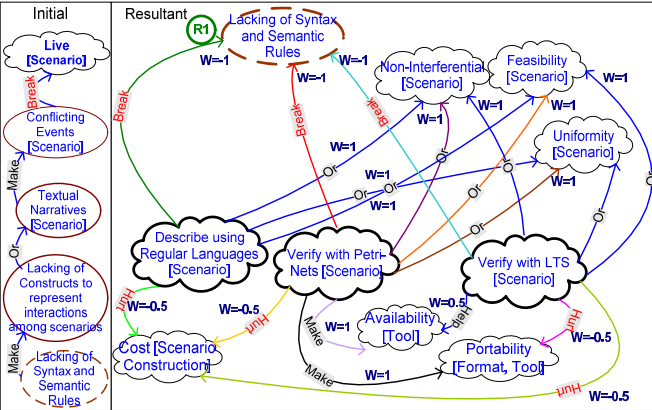 Initial
Resultant
Live
[Scenario]
Break
Conflicting
Events
[Scenario]
Make
Textual
Narratives
[Scenario]
Or
Lacking of
Constructs to
represent
interactions
among scenarios
Make
Lacking of
Syntax and
Semantic
Rules
R1
Lacking of Syntax
and Semantic
Rules
W=-1
W=-1
W=-1
Break
Break
Break
Non-Interferential
[Scenario]
W=1
W=1
W=1
Feasibility
[Scenario]
W=1
W=1
Uniformity
[Scenario]
W=1
W=1
W=1
Or
Or
Or
Or
Or
Or
Or
Or
Or
Describe using
Regular Languages
[Scenario]
Verify with Petri-
Nets [Scenario]
Verify with LTS
[Scenario]
Hurt
W=-0.5
W=-0.5
Hurt
Make
W=1
Make
W=1
W=0.5
Help
Availability
[Tool]
Hurt
W=-0.5
Portability
[Format, Tool]
Cost [Scenario
Construction]
Hurt
W=-0.5